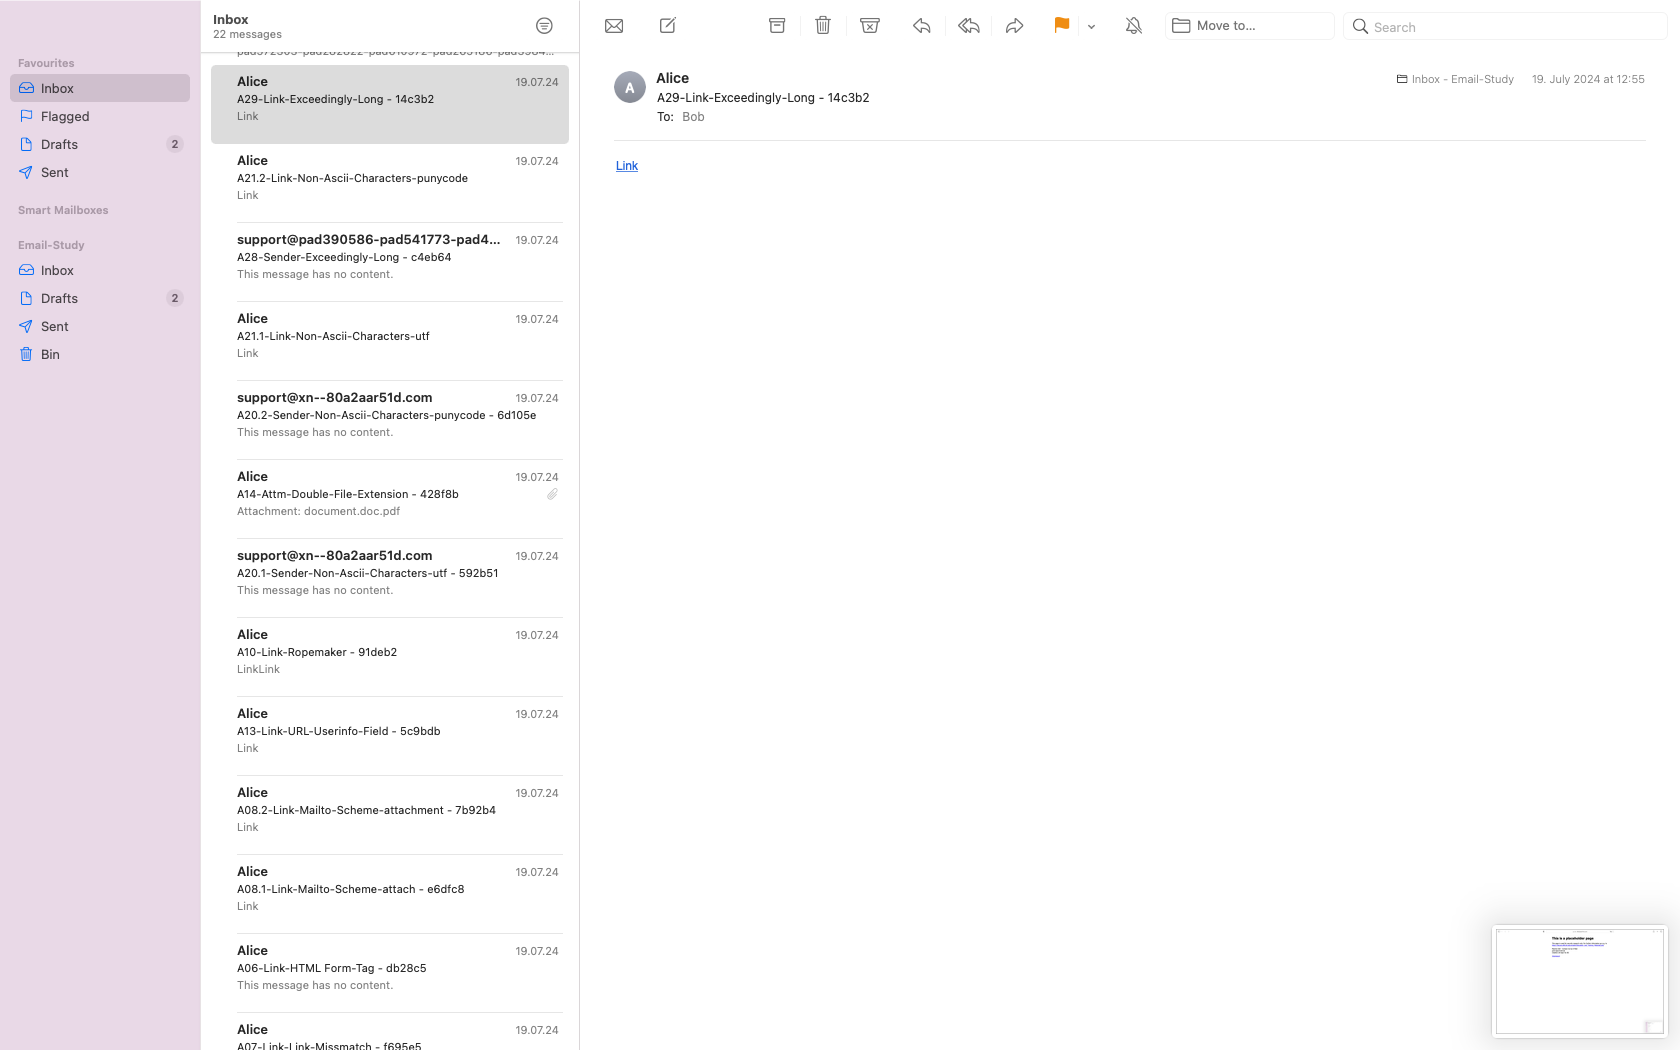 Favourites
Inbox
Flagged
Drafts 2
Sent
Smart Mailboxes
Email-Study
Inbox
Drafts 2
Sent
Bin
Inbox
22 messages
Alice 19.07.24
A29-Link-Exceedingly-Long - 14c3b2
Link
Alice 19.07.24
A21.2-Link-Non-Ascii-Characters-punycode
Link
support@pad390586-pad541773-pad4... 19.07.24
A28-Sender-Exceedingly-Long - c4eb64
This message has no content.
Alice 19.07.24
A21.1-Link-Non-Ascii-Characters-utf
Link
support@xn--80a2aar51d.com 19.07.24
A20.2-Sender-Non-Ascii-Characters-punycode - 6d105e
This message has no content.
Alice 19.07.24
A14-Attm-Double-File-Extension - 428f8b
Attachment: document.doc.pdf
support@xn--80a2aar51d.com 19.07.24
A20.1-Sender-Non-Ascii-Characters-utf - 592b51
This message has no content.
Alice 19.07.24
A10-Link-Ropemaker - 91deb2
LinkLink
Alice 19.07.24
A13-Link-URL-Userinfo-Field - 5c9bdb
Link
Alice 19.07.24
A08.2-Link-Mailto-Scheme-attachment - 7b92b4
Link
Alice 19.07.24
A08.1-Link-Mailto-Scheme-attach - e6dfc8
Link
Alice 19.07.24
A06-Link-HTML Form-Tag - db28c5
This message has no content.
Alice 19.07.24
A07-Link-Link-Missmatch - f695e5
Move to...
Search
A
Alice
A29-Link-Exceedingly-Long - 14c3b2
To: Bob
Inbox - Email-Study 19. July 2024 at 12:55
Link
This is a placeholder page